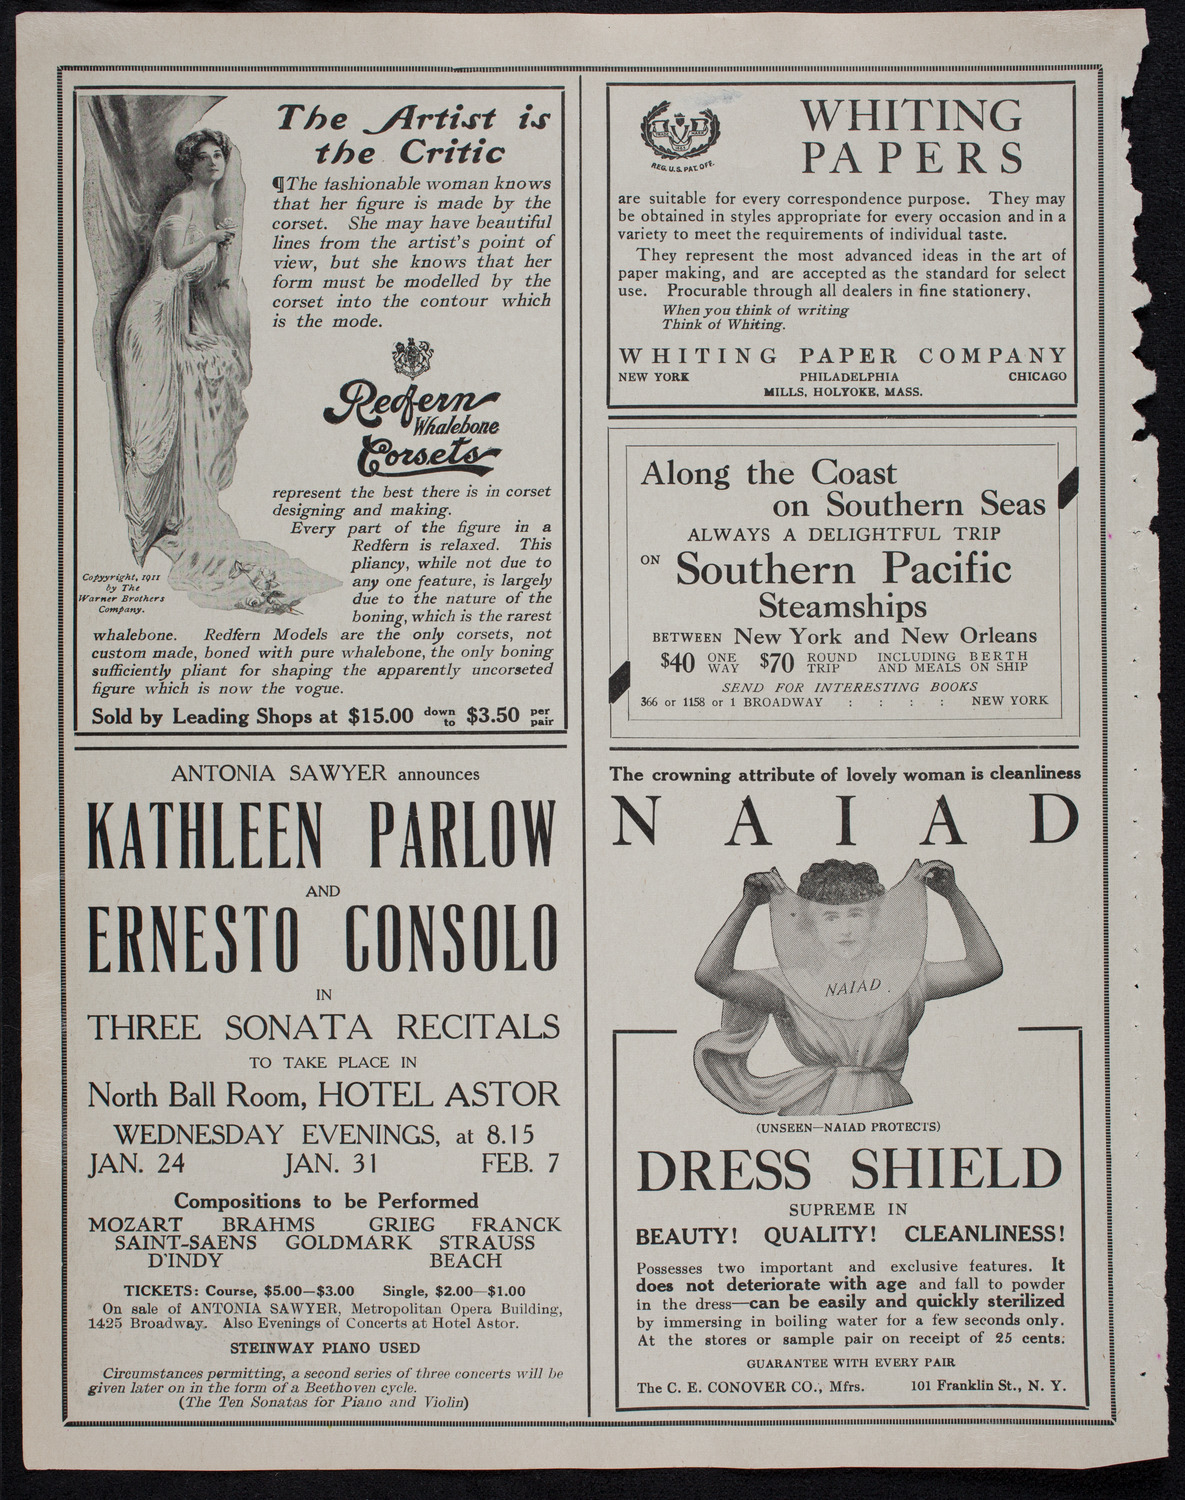 The Artist is
the Critic
¶The fashionable woman knows
that her figure is made by the
corset. She may have beautiful
lines from the artist's point of
view, but she knows that her
form must be modelled by the
corset into the contour which
is the mode.
Redfern
Whalebone
Corsets
represent the best there is in corset
designing and making.
Every part of the figure in a
Redfern is relaxed. This
pliancy, while not due to
any one feature, is largely
due to the nature of the
boning, which is the rarest
Copyright, 1911
by The
Warner Brothers
Company.
whalebone. Redfern Models are the only corsets, not
custom made, boned with pure whalebone, the only boning
sufficiently pliant for shaping the apparently uncorseted
figure which is now the vogue.
Sold by Leading Shops at $15.00 down to $3.50 per pair
ANTONIA SAWYER announces
KATHLEEN PARLOW
AND
ERNESTO CONSOLO
IN
THREE SONATA RECITALS
TO TAKE PLACE IN
North Ball Room, HOTEL ASTOR
WEDNESDAY EVENINGS, at 8.15
JAN. 24 JAN. 31 FEB. 7
Compositions to be Performed
MOZART BRAHMS GRIEG FRANCK
SAINT-SAENS GOLDMARK STRAUSS
D'INDY BEACH
TICKETS: Course, $5.00—$3.00 Single, $2.00—$1.00
On sale of ANTONIA SAWYER, Metropolitan Opera Building,
1425 Broadway. Also Evenings of Concerts at Hotel Astor.
STEINWAY PIANO USED
Circumstances permitting, a second series of three concerts will be
given later on in the form of a Beethoven cycle.
(The Ten Sonatas for Piano and Violin)
REG. U.S. PAT. OFF.
WHITING
PAPERS
are suitable for every correspondence purpose. They may
be obtained in styles appropriate for every occasion and in a
variety to meet the requirements of individual taste.
They represent the most advanced ideas in the art of
paper making, and are accepted as the standard for select
use. Procurable through all dealers in fine stationery.
When you think of writing
Think of Whiting.
WHITING PAPER COMPANY
NEW YORK PHILADELPHIA CHICAGO
MILLS, HOLYOKE, MASS.
Along the Coast
on Southern Seas
ALWAYS A DELIGHTFUL TRIP
ON Southern Pacific
Steamships
BETWEEN New York and New Orleans
$40 ONE WAY $70 ROUND TRIP INCLUDING BERTH AND MEALS ON SHIP
SEND FOR INTERESTING BOOKS
366 or 1158 or 1 BROADWAY : : : : NEW YORK
The crowning attribute of lovely woman is cleanliness
NAIAD
NAIAD.
(UNSEEN—NAIAD PROTECTS)
DRESS SHIELD
SUPREME IN
BEAUTY! QUALITY! CLEANLINESS!
Possesses two important and exclusive features. It
does not deteriorate with age and fall to powder
in the dress—can be easily and quickly sterilized
by immersing in boiling water for a few seconds only.
At the stores or sample pair on receipt of 25 cents.
GUARANTEE WITH EVERY PAIR
The C. E. CONOVER CO., Mfrs. 101 Franklin St., N. Y.